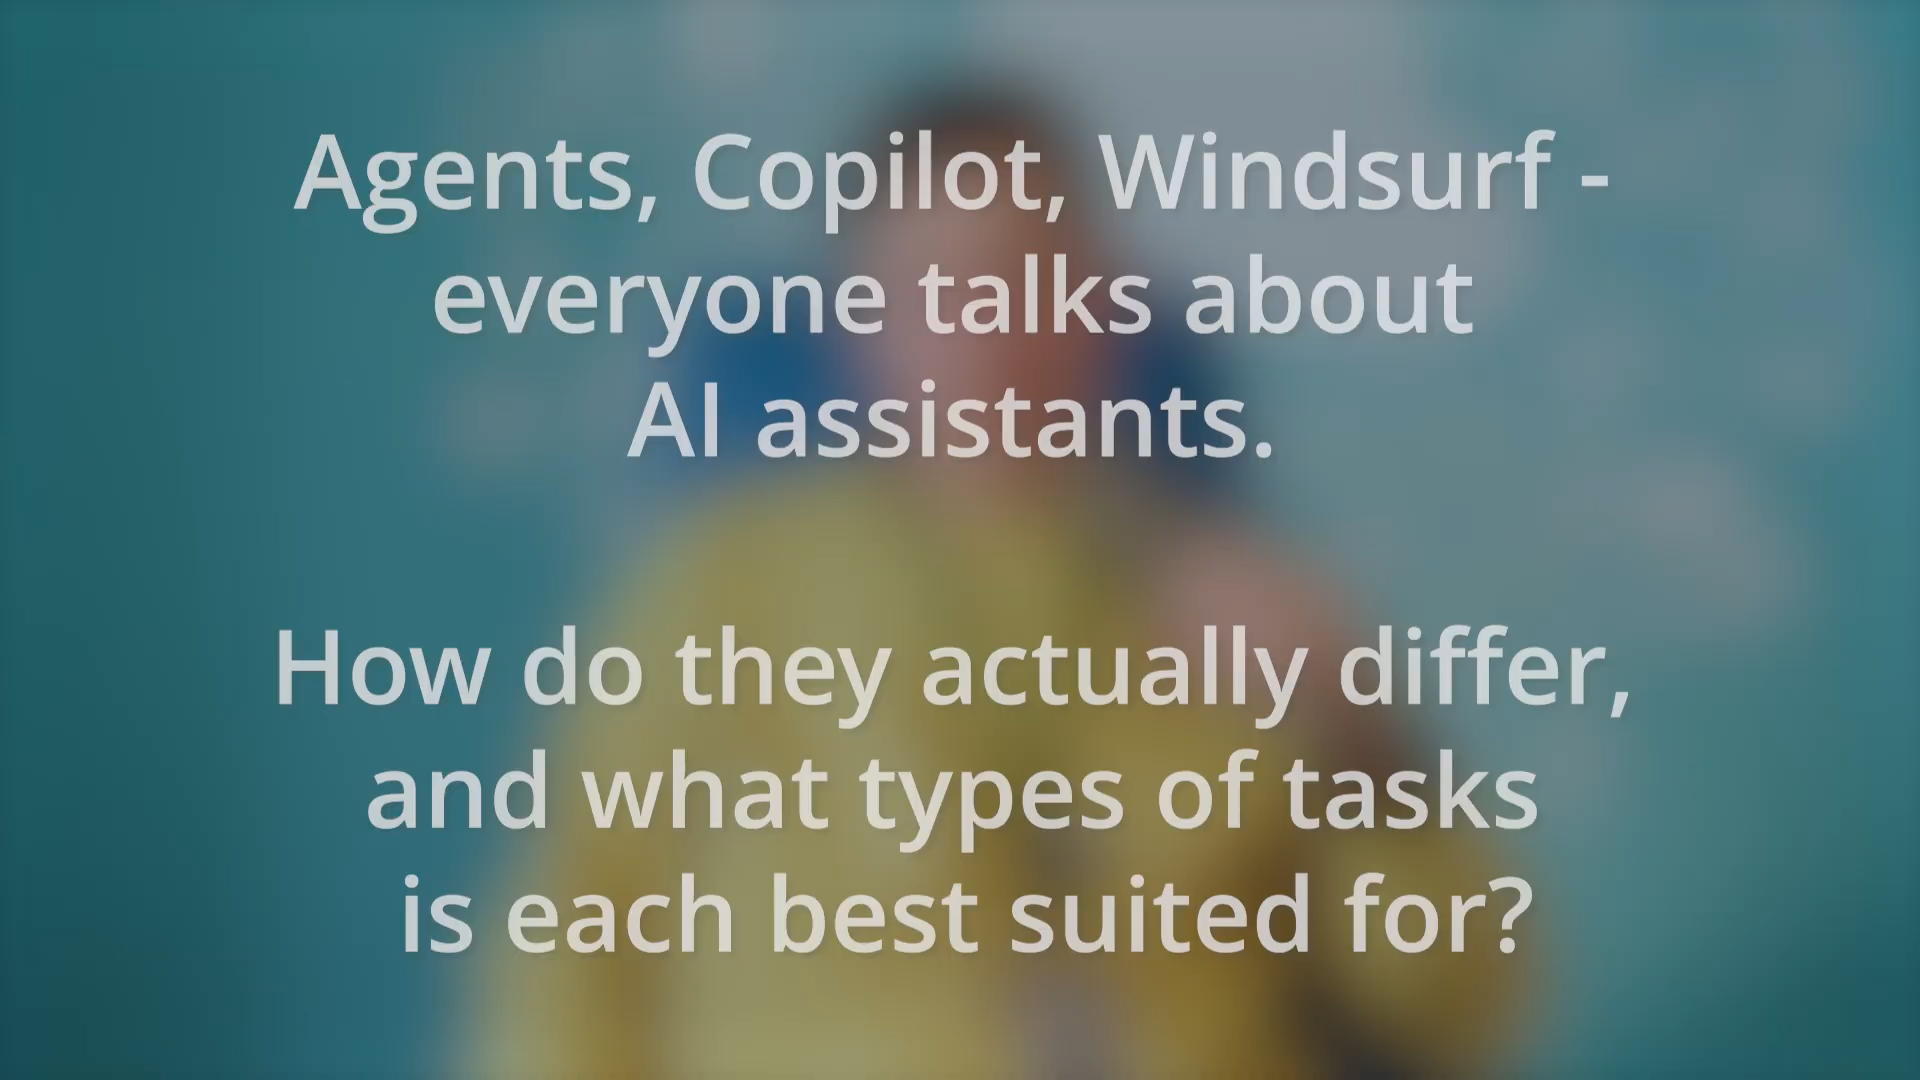 Agents, Copilot, Windsurf -
everyone talks about
AI assistants.
How do they actually differ,
and what types of tasks
is each best suited for?